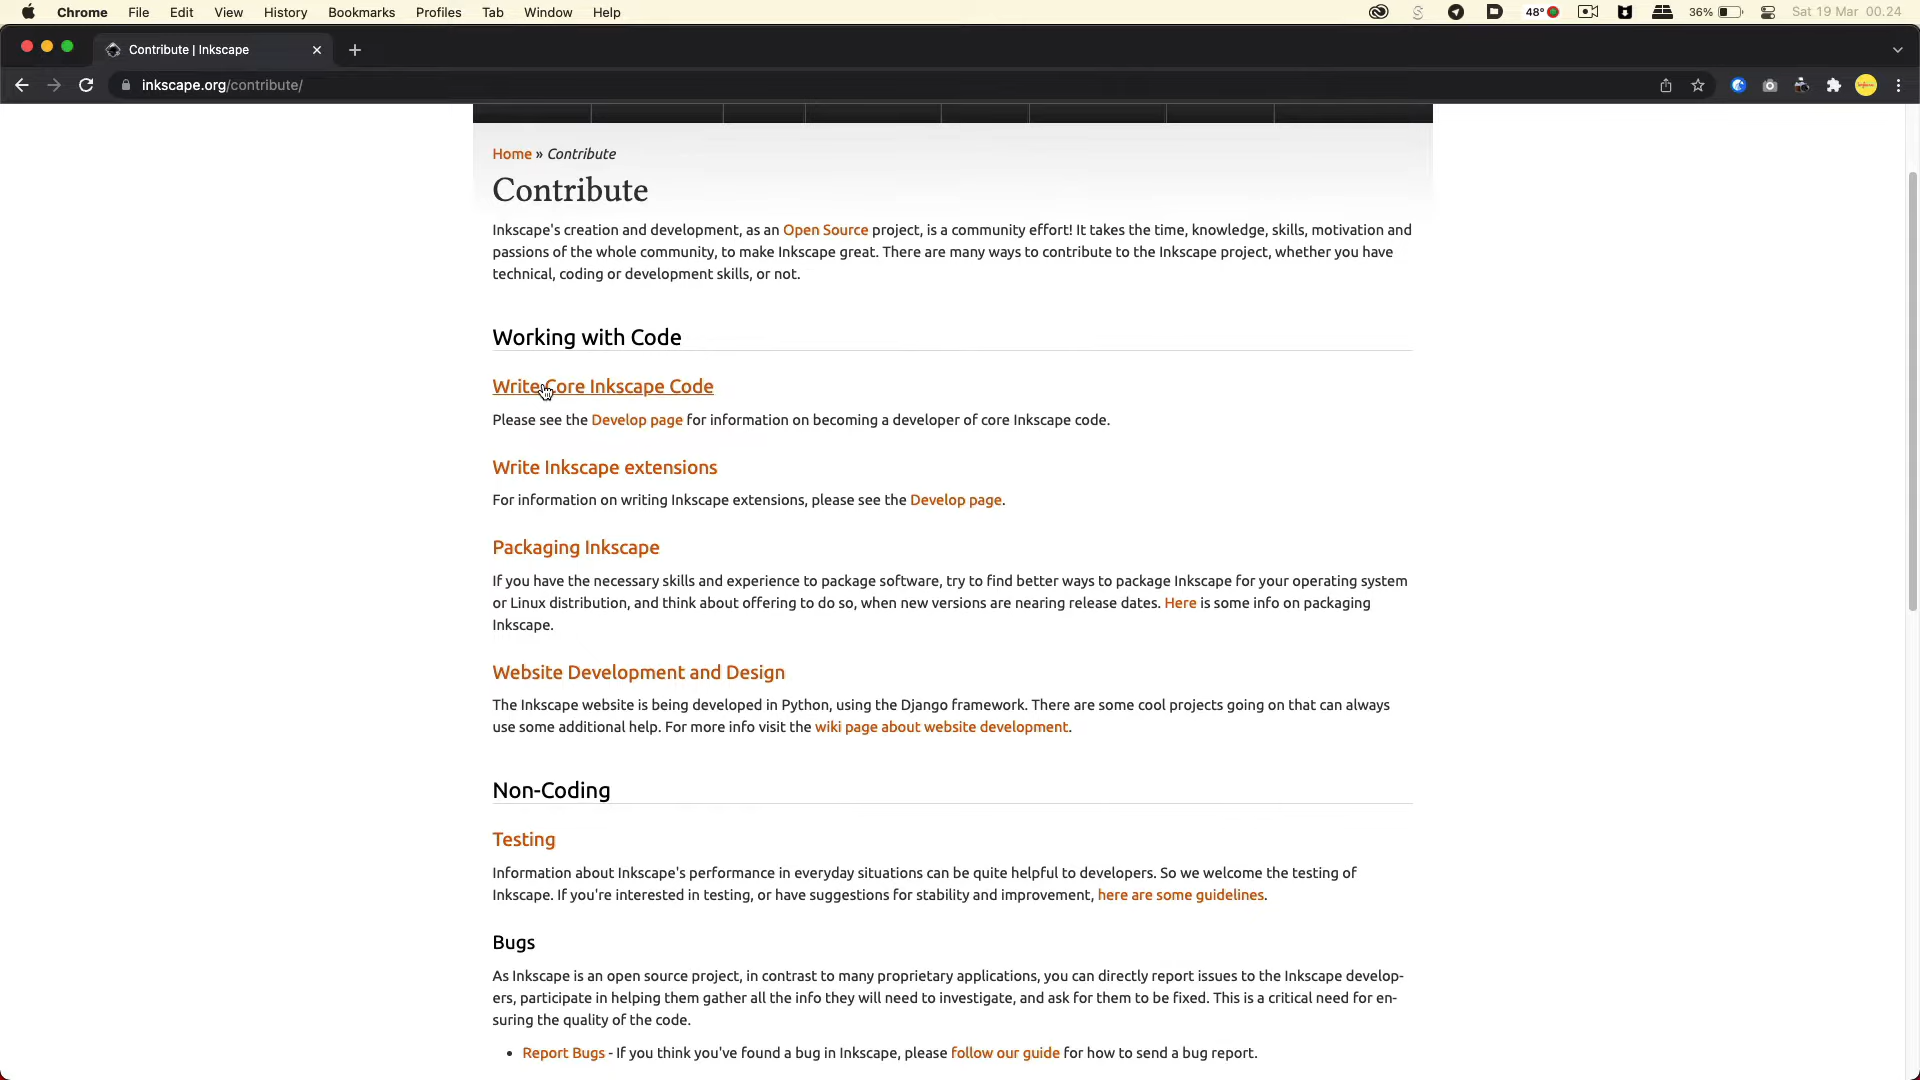 Chrome File Edit View History Bookmarks Profiles Tab Window Help 48° 36% Sat 19 Mar 00.24
Contribute | Inkscape
inkscape.org/contribute/
Home » Contribute
Contribute
Inkscape's creation and development, as an Open Source project, is a community effort! It takes the time, knowledge, skills, motivation and
passions of the whole community, to make Inkscape great. There are many ways to contribute to the Inkscape project, whether you have
technical, coding or development skills, or not.
Working with Code
Write Core Inkscape Code
Please see the Develop page for information on becoming a developer of core Inkscape code.
Write Inkscape extensions
For information on writing Inkscape extensions, please see the Develop page.
Packaging Inkscape
If you have the necessary skills and experience to package software, try to find better ways to package Inkscape for your operating system
or Linux distribution, and think about offering to do so, when new versions are nearing release dates. Here is some info on packaging
Inkscape.
Website Development and Design
The Inkscape website is being developed in Python, using the Django framework. There are some cool projects going on that can always
use some additional help. For more info visit the wiki page about website development.
Non-Coding
Testing
Information about Inkscape's performance in everyday situations can be quite helpful to developers. So we welcome the testing of
Inkscape. If you're interested in testing, or have suggestions for stability and improvement, here are some guidelines.
Bugs
As Inkscape is an open source project, in contrast to many proprietary applications, you can directly report issues to the Inkscape develop-
ers, participate in helping them gather all the info they will need to investigate, and ask for them to be fixed. This is a critical need for en-
suring the quality of the code.
• Report Bugs - If you think you've found a bug in Inkscape, please follow our guide for how to send a bug report.